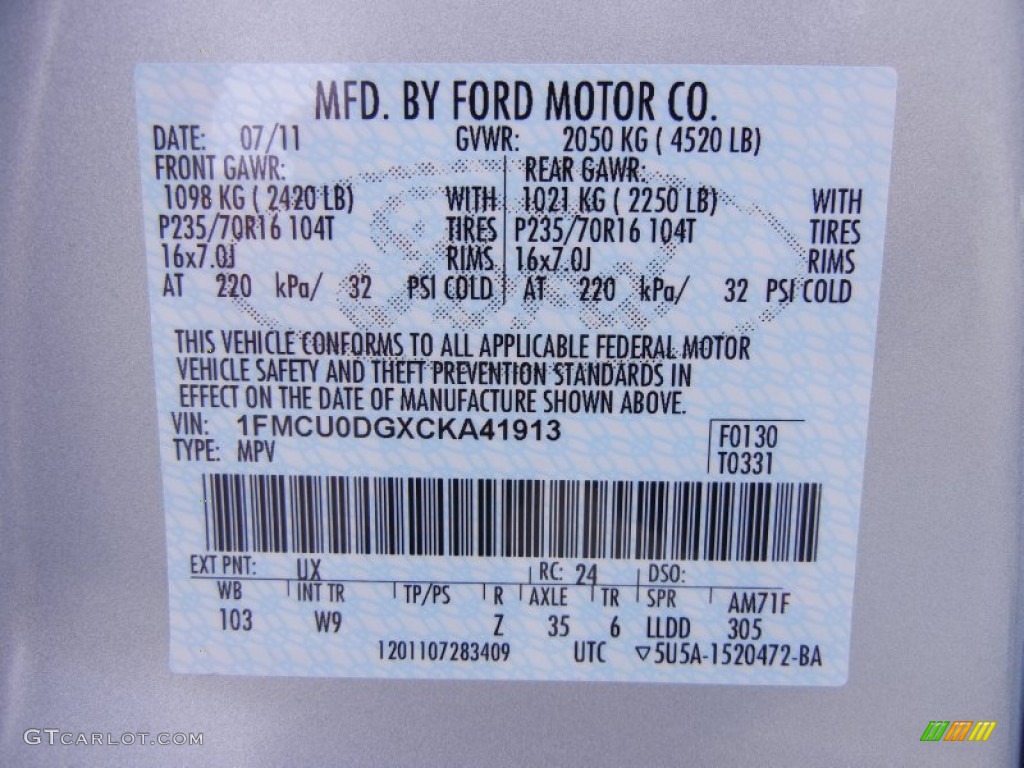 MFD. BY FORD MOTOR CO.
DATE: 07/11 GVWR: 2050 KG ( 4520 LB)
FRONT GAWR: REAR GAWR:
1098 KG ( 2420 LB) WITH 1021 KG ( 2250 LB) WITH
P235/70R16 104T TIRES P235/70R16 104T TIRES
16x7.0J RIMS 16x7.0J RIMS
AT 220 kPa/ 32 PSI COLD AT 220 kPa/ 32 PSI COLD
THIS VEHICLE CONFORMS TO ALL APPLICABLE FEDERAL MOTOR
VEHICLE SAFETY AND THEFT PREVENTION STANDARDS IN
EFFECT ON THE DATE OF MANUFACTURE SHOWN ABOVE.
VIN: 1FMCU0DGXCKA41913 F0130
TYPE: MPV T0331
EXT PNT: UX RC: 24 DSO:
WB INT TR TP/PS R AXLE TR SPR AM71F
103 W9 Z 35 6 LLDD 305
1201107283409 UTC ▽5U5A-1520472-BA
GTCARLOT.COM